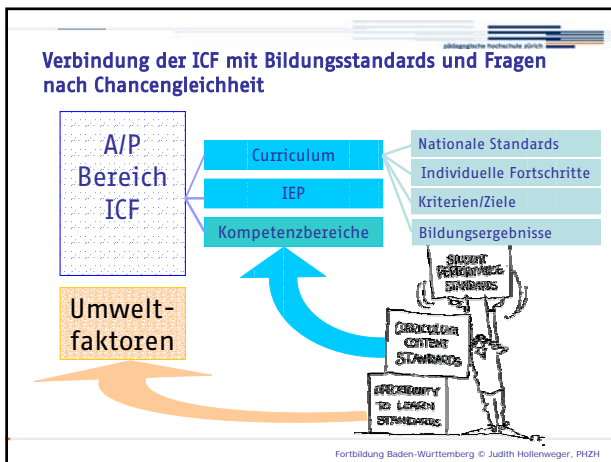 pädagogische hochschule zürich
Verbindung der ICF mit Bildungsstandards und Fragen
nach Chancengleichheit
A/P
Bereich
ICF
Curriculum
IEP
Kompetenzbereiche
Nationale Standards
Individuelle Fortschritte
Kriterien/Ziele
Bildungsergebnisse
Umwelt-
faktoren
STUDENT
PERFORMANCE
STANDARDS
CURRICULUM
CONTENT
STANDARDS
OPPORTUNITY
TO LEARN
STANDARDS
Fortbildung Baden-Württemberg © Judith Hollenweger, PHZH